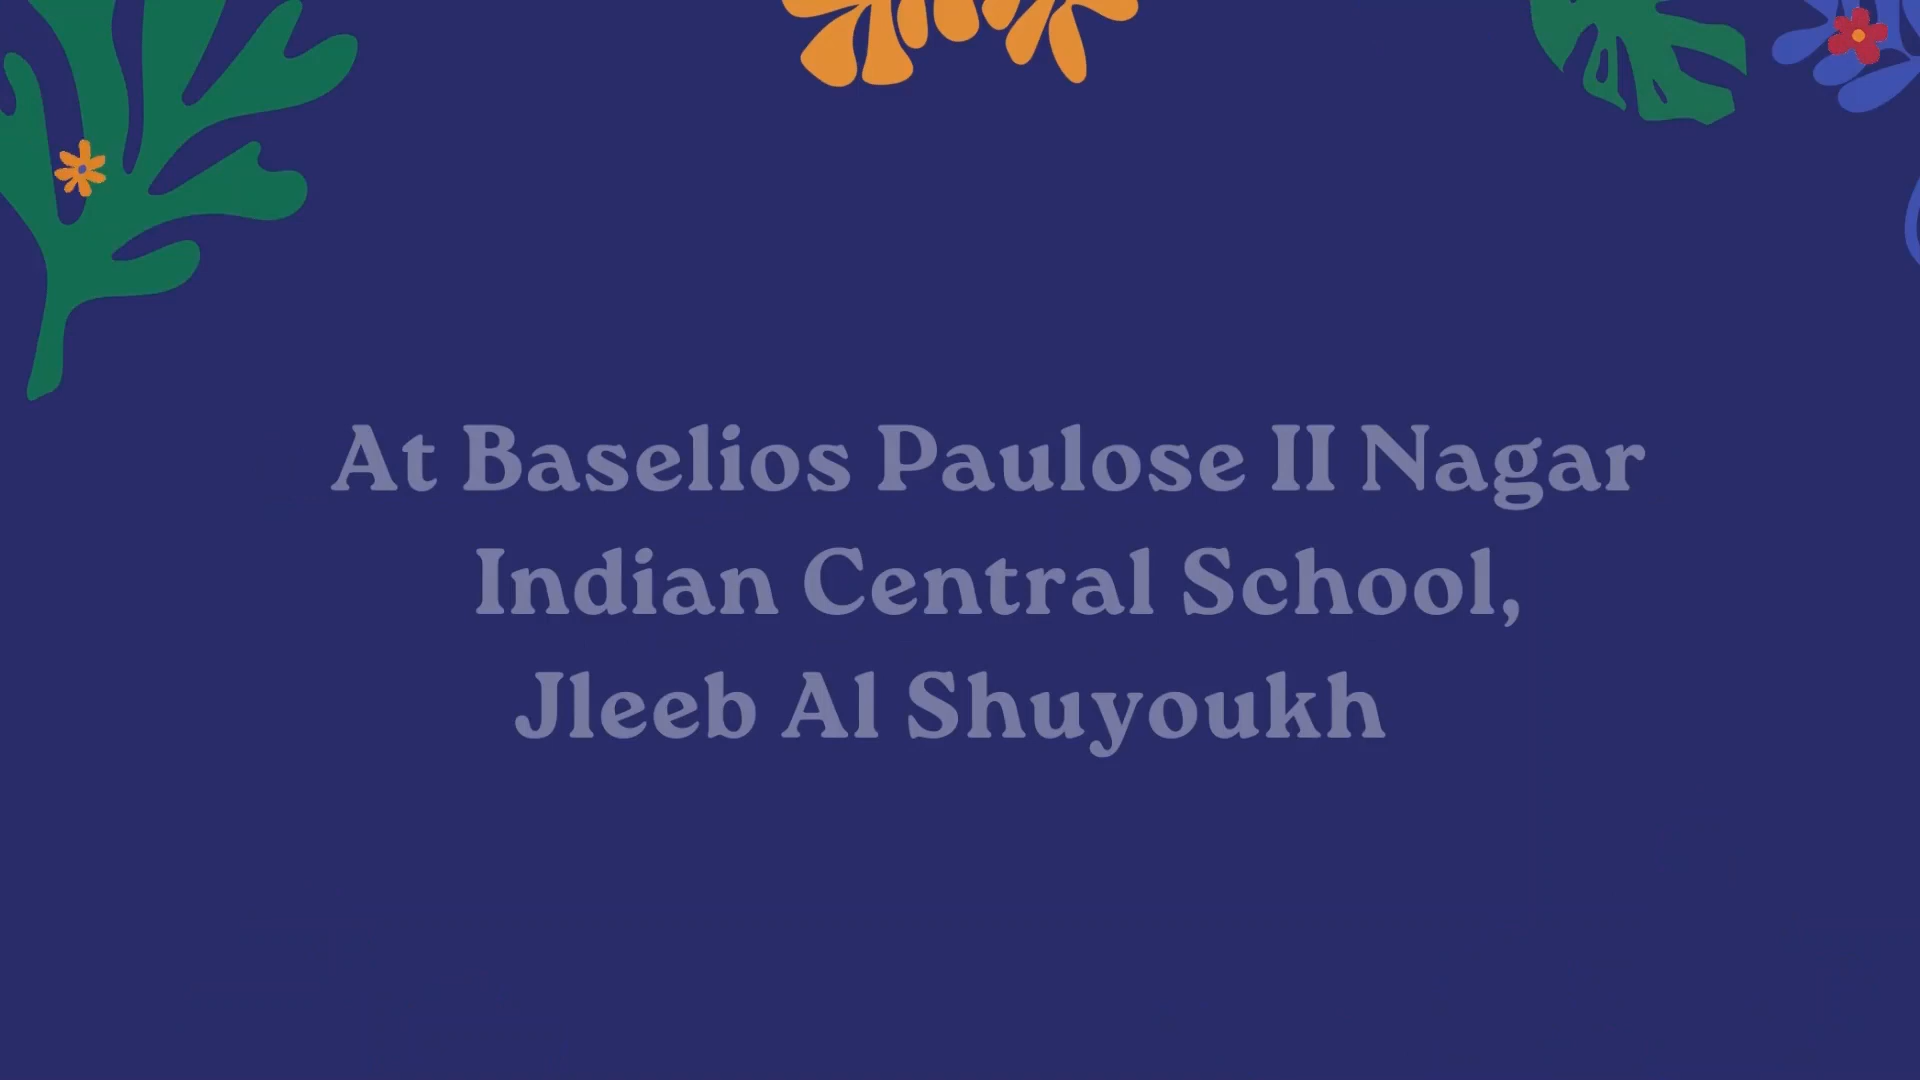 At Baselios Paulose II Nagar
Indian Central School,
Jleeb Al Shuyoukh